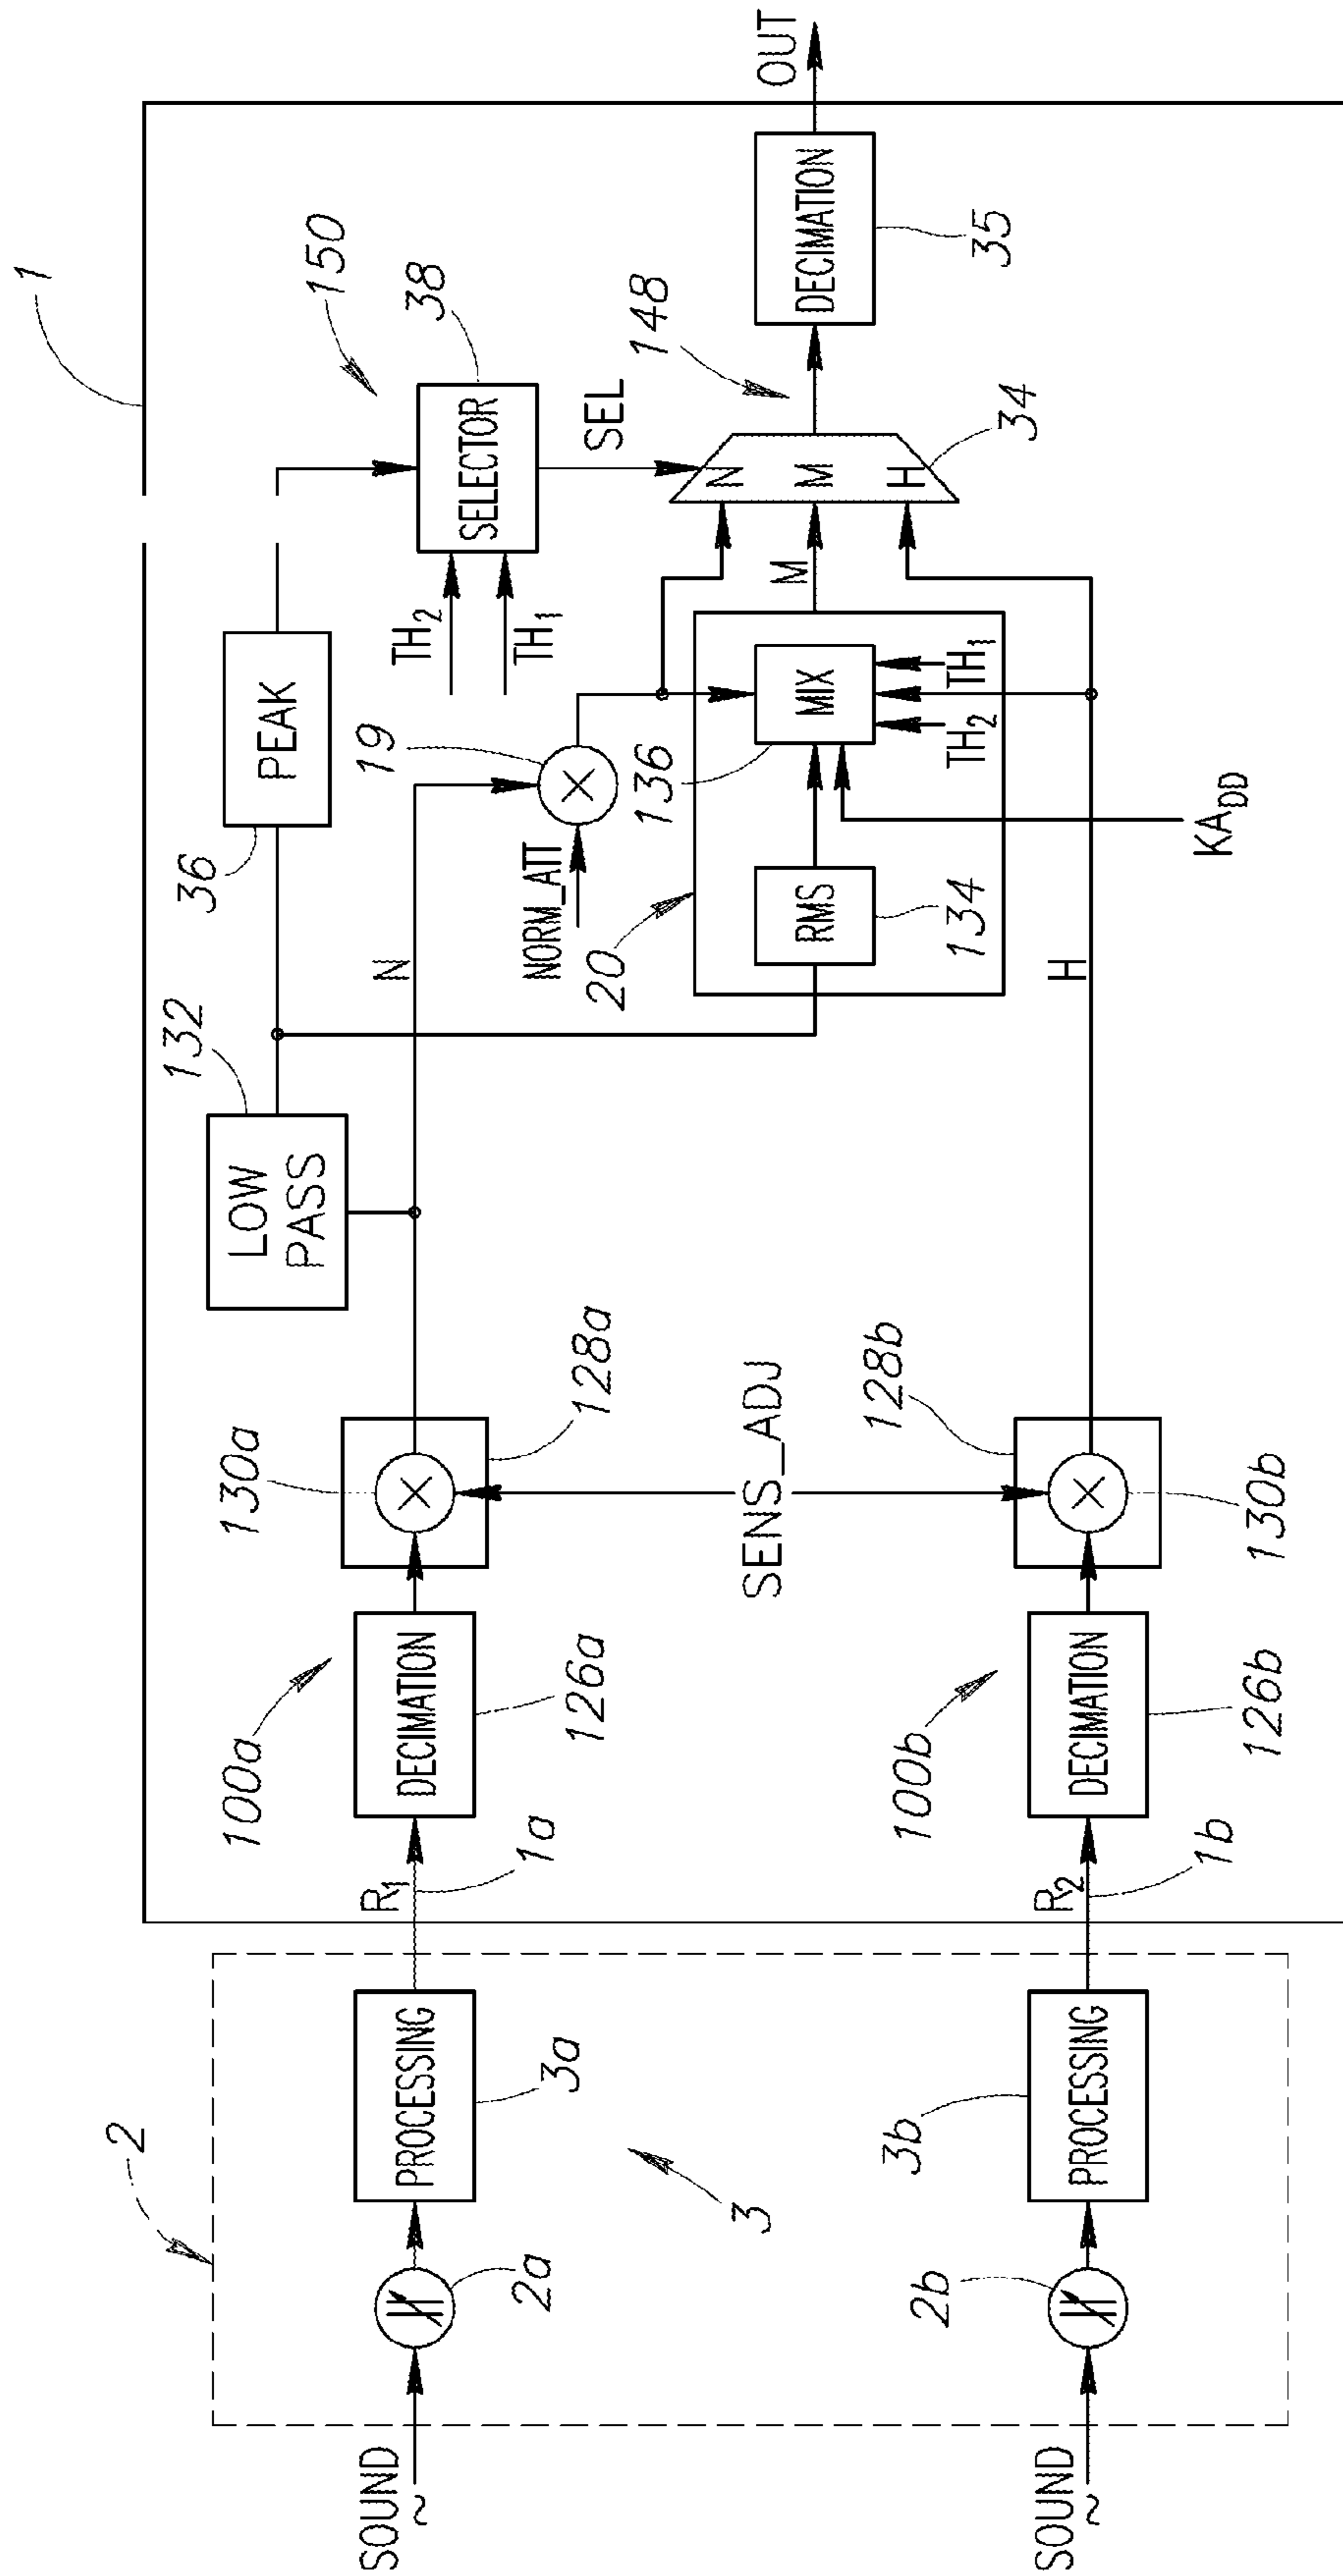 1
132
LOW
PASS
36
PEAK
150
38
SELECTOR
TH2
TH1
SEL
N
19
NORM_ATT
100a
130a
128a
126a
DECIMATION
R1
1a
2
PROCESSING
3a
2a
SOUND
~
3
SENS_ADJ
20
RMS
134
136
MIX
TH2
TH1
M
N
M
H
34
148
DECIMATION
35
OUT
KADD
H
128b
130b
100b
DECIMATION
126b
R2
1b
3b
PROCESSING
2b
SOUND
~